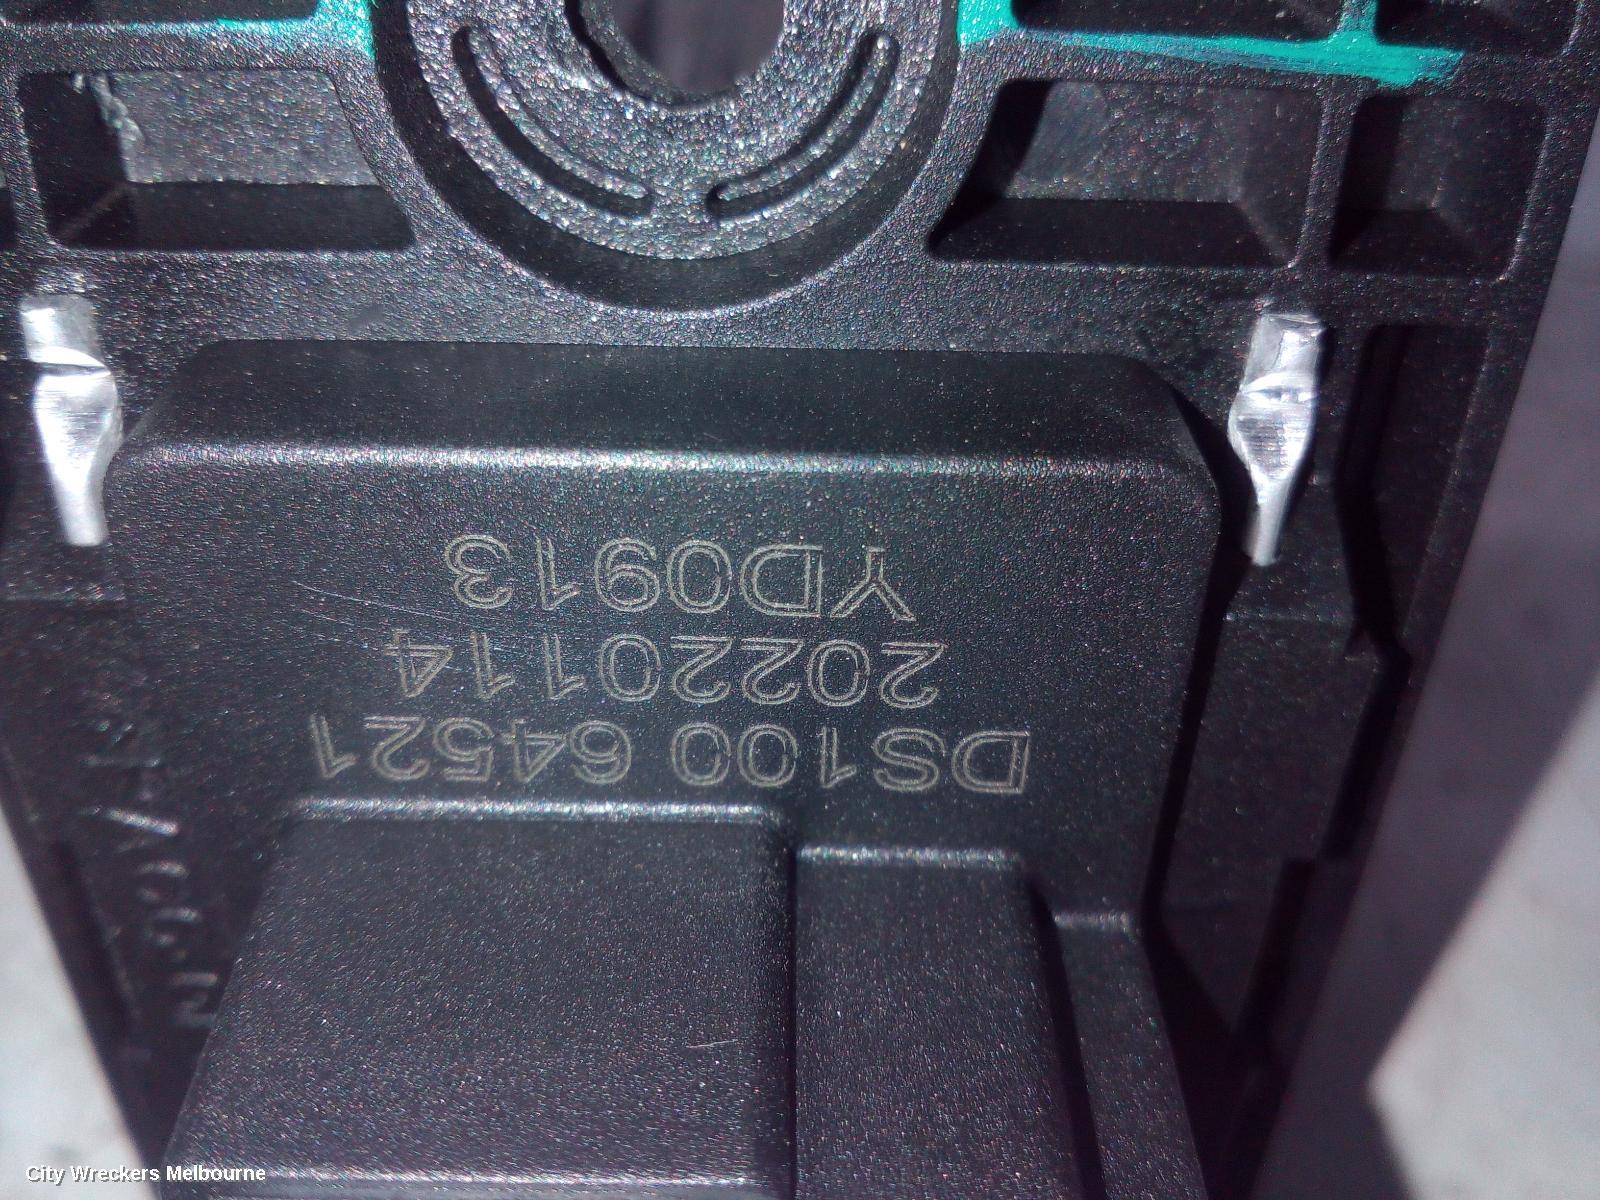 DS100 64521
20220114
YD0913
City Wreckers Melbourne